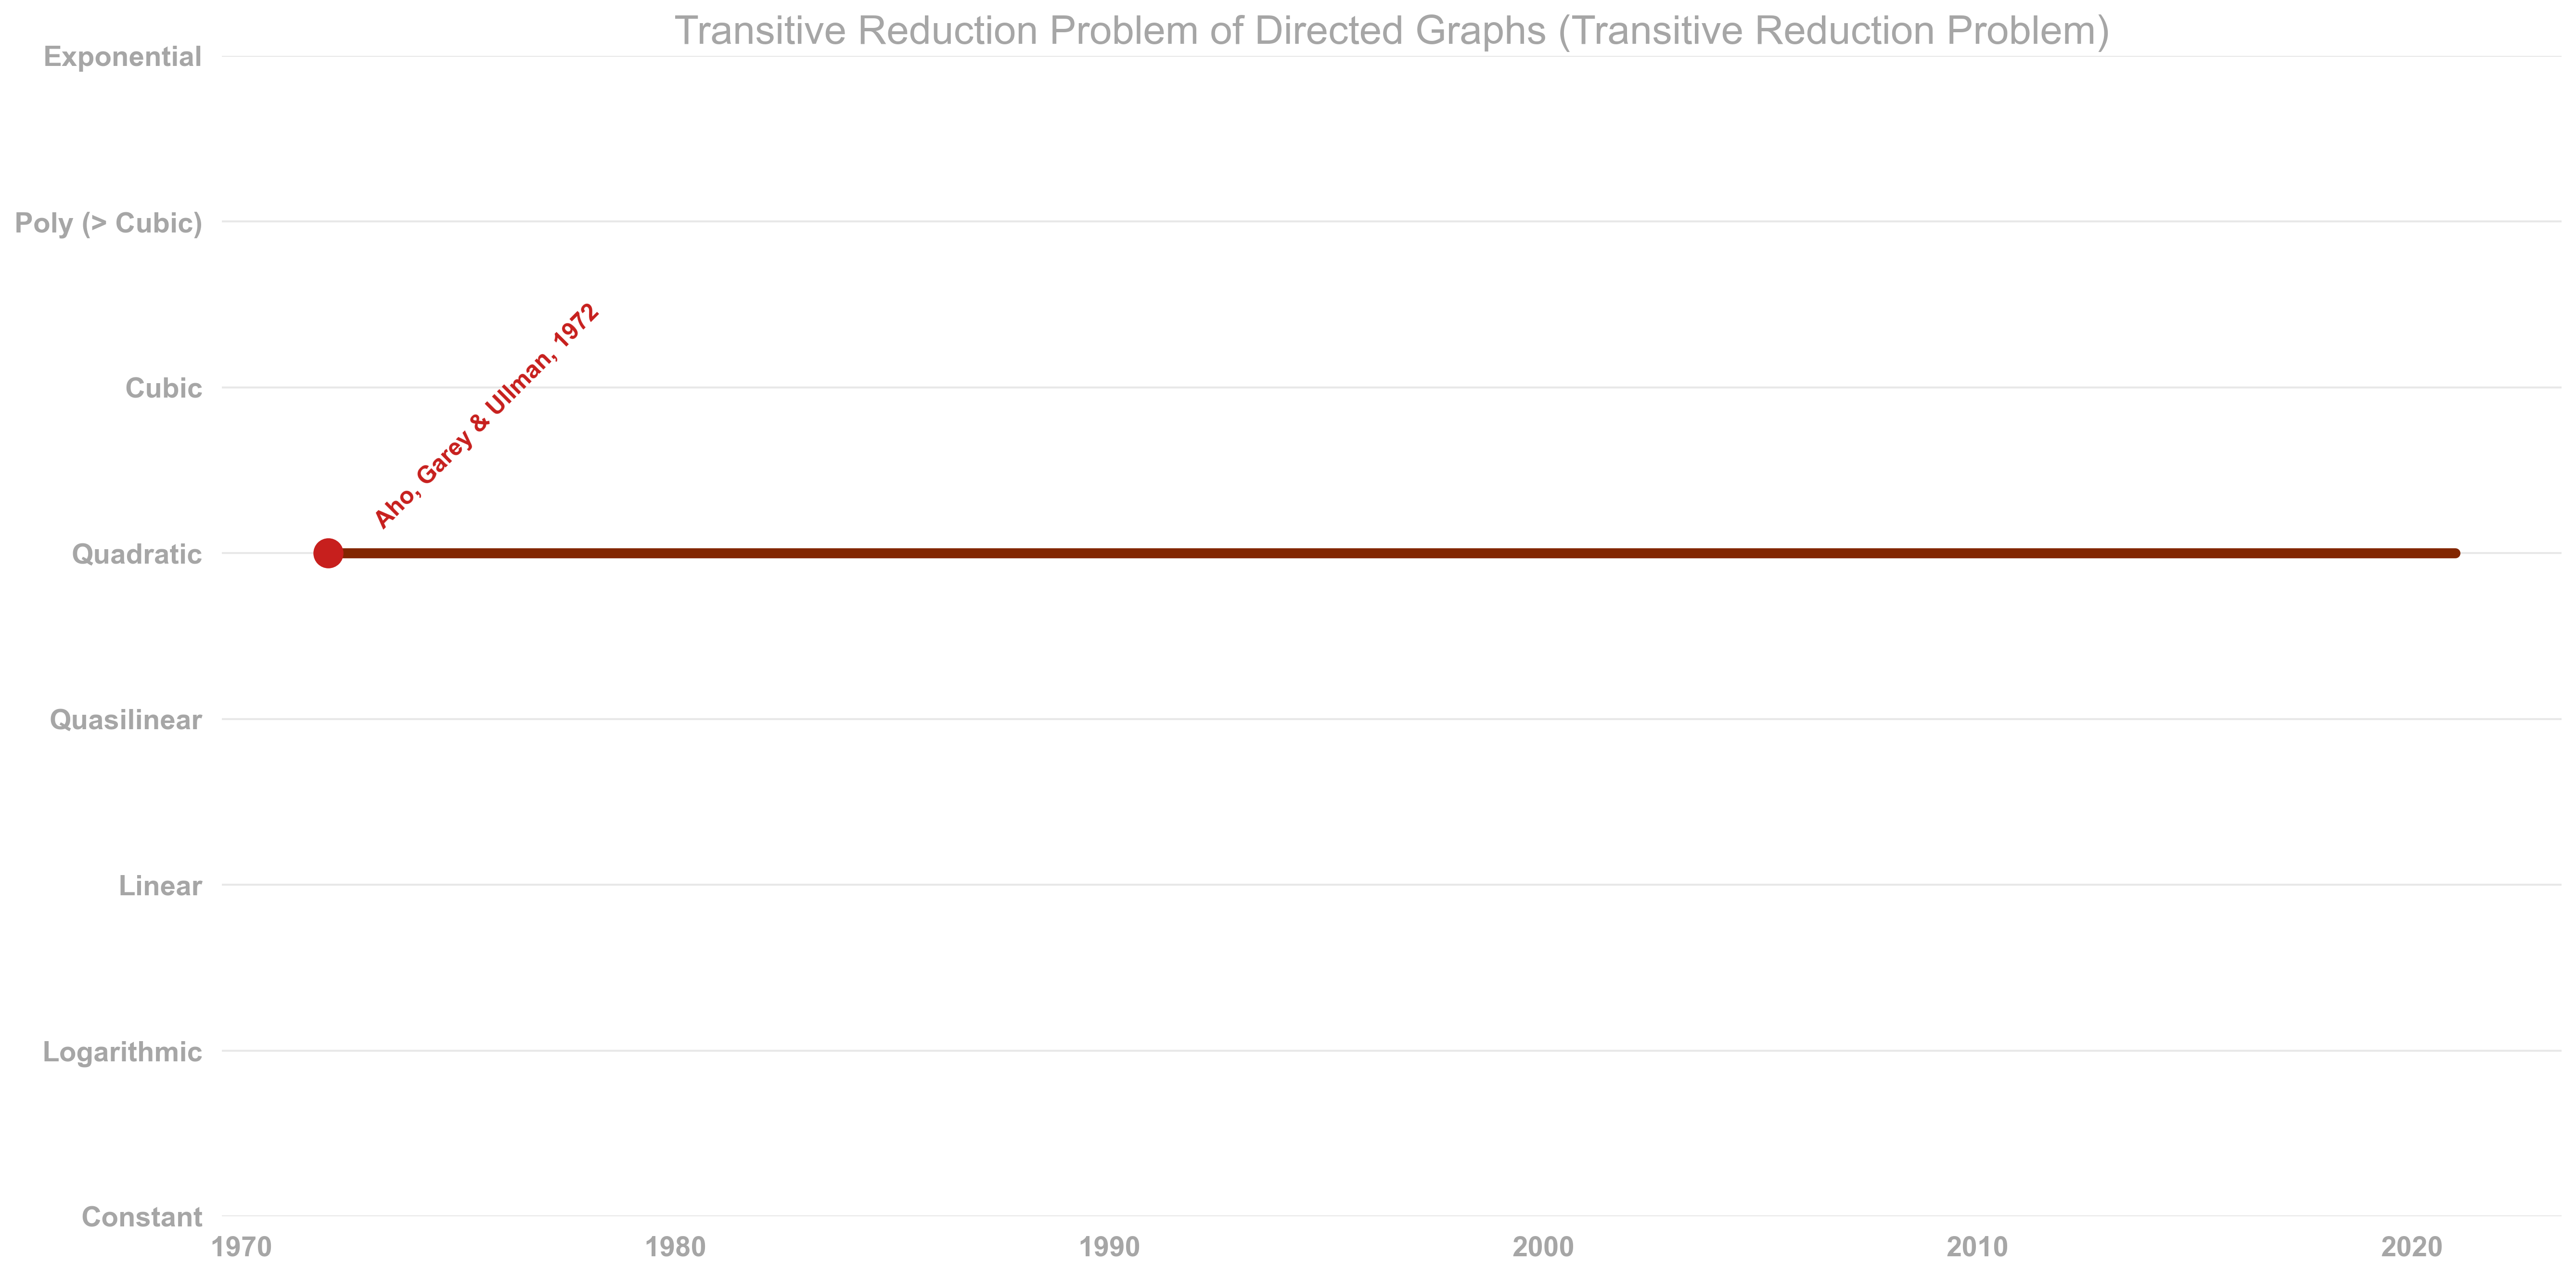 Transitive Reduction Problem of Directed Graphs (Transitive Reduction Problem)
Exponential
Poly (> Cubic)
Cubic
Quadratic
Quasilinear
Linear
Logarithmic
Constant
Aho, Garey & Ullman, 1972
1970 1980 1990 2000 2010 2020